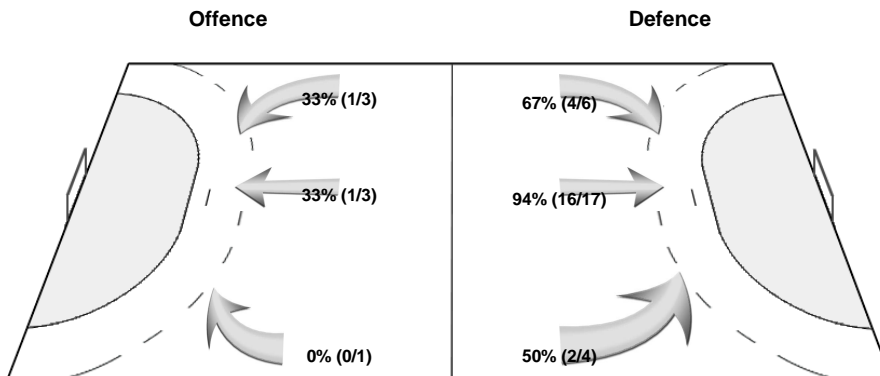 Offence Defence
33% (1/3) 67% (4/6)
33% (1/3) 94% (16/17)
0% (0/1) 50% (2/4)